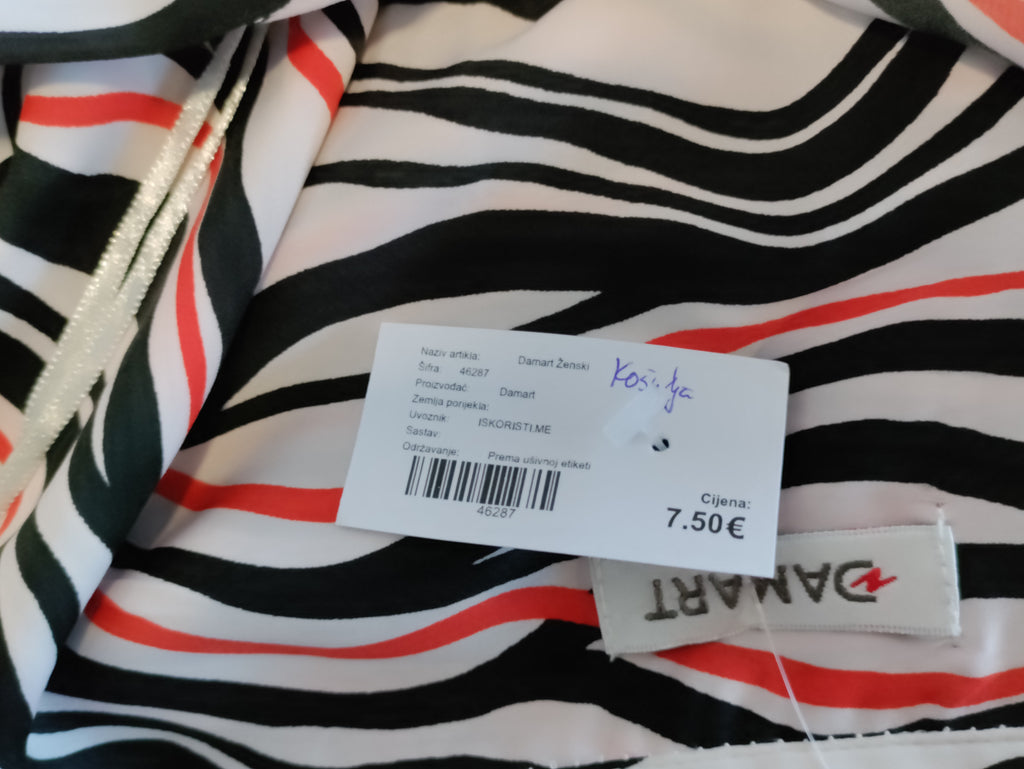 Naziv artikla: Damart Ženski Košulja
Šifra: 46287
Proizvođač: Damart
Zemlja porijekla:
Uvoznik: ISKORISTI.ME
Sastav:
Održavanje: Prema ušivnoj etiketi
46287
Cijena:
7.50€
DAMART